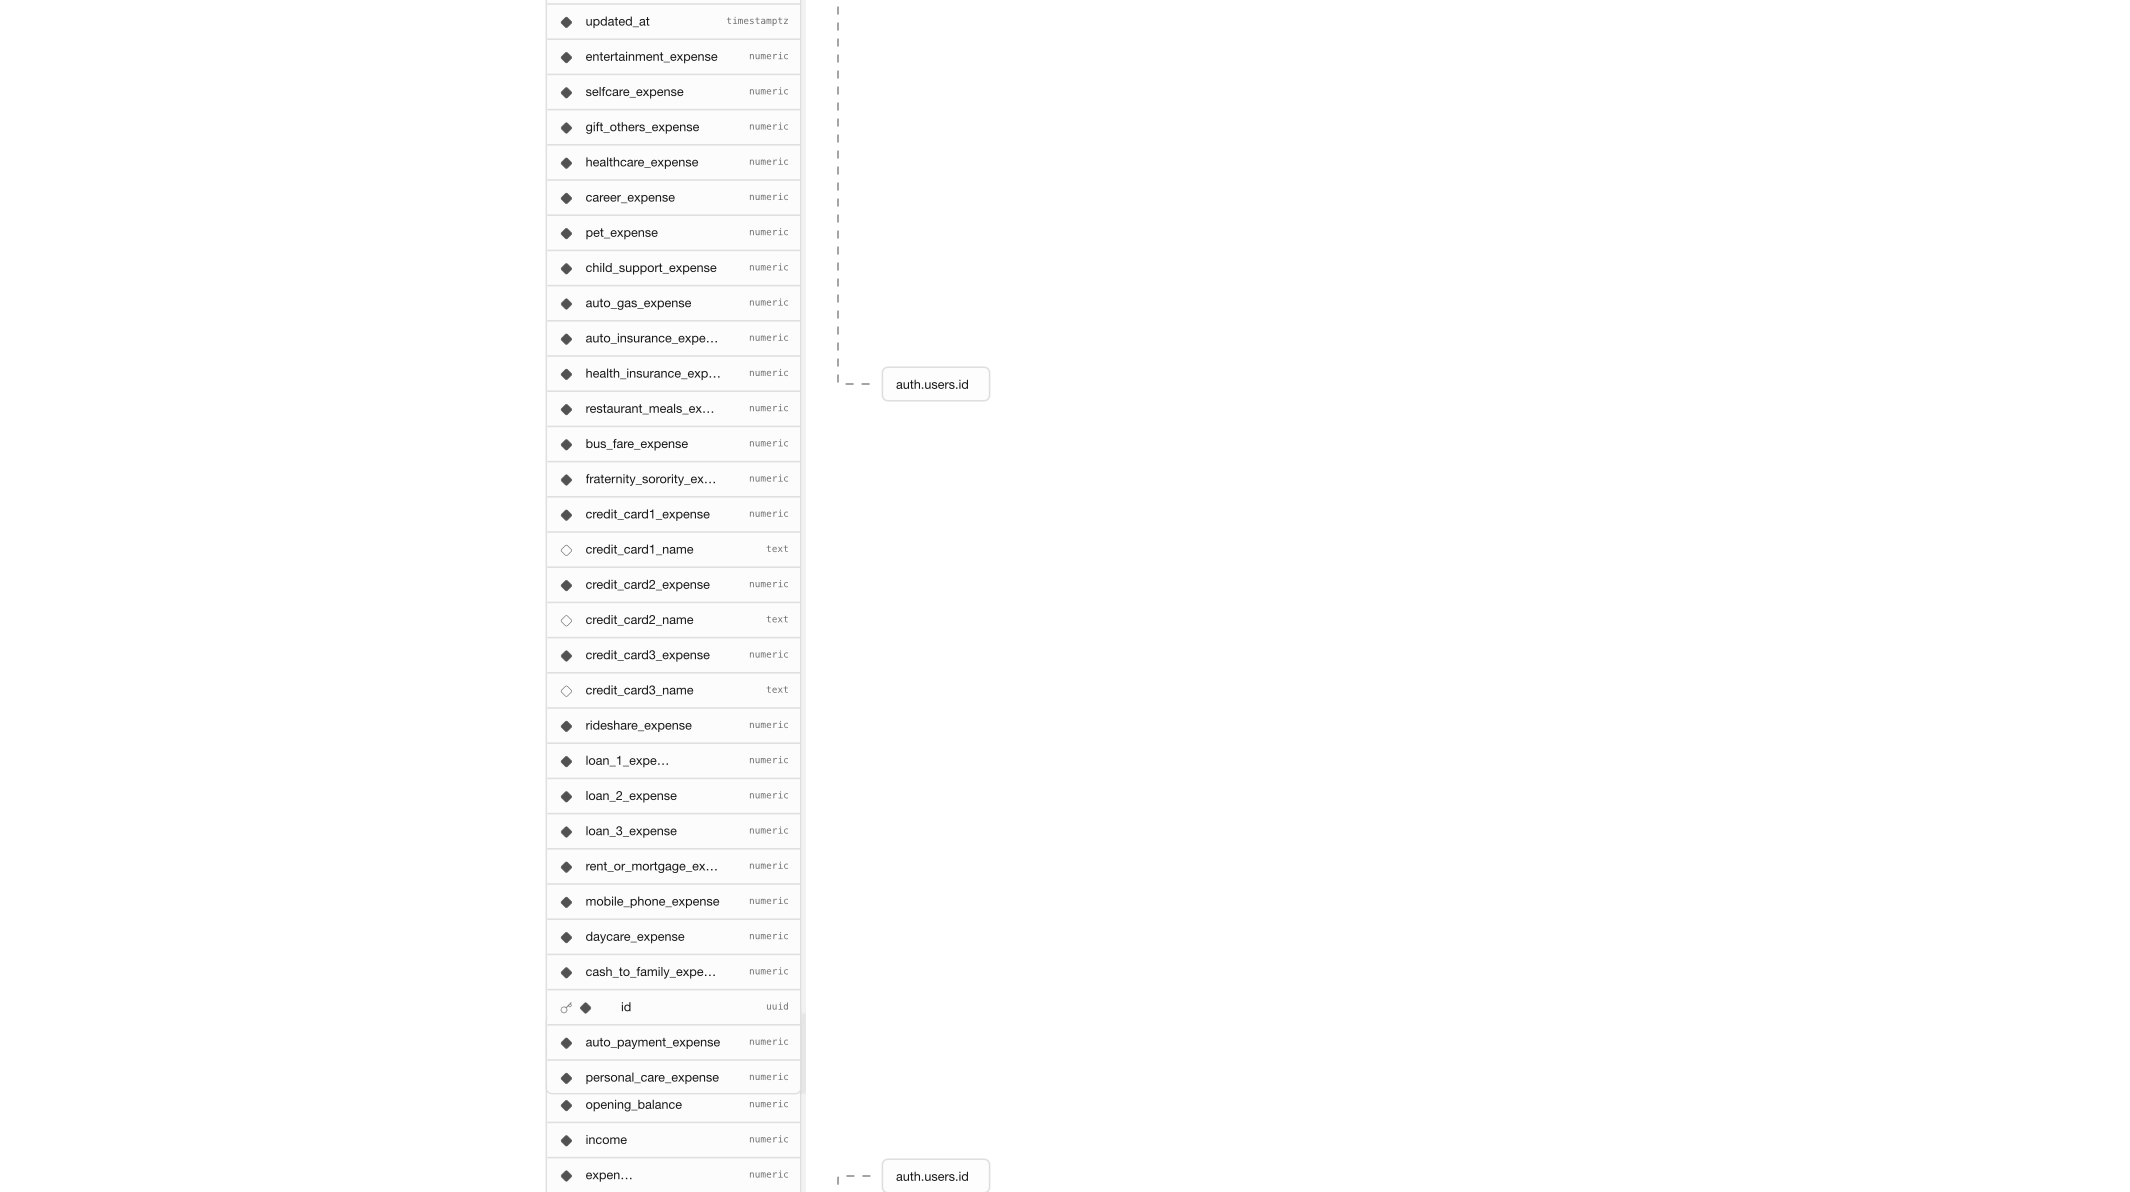 updated_at timestamptz
entertainment_expense numeric
selfcare_expense numeric
gift_others_expense numeric
healthcare_expense numeric
career_expense numeric
pet_expense numeric
child_support_expense numeric
auto_gas_expense numeric
auto_insurance_expe… numeric
health_insurance_exp… numeric
auth.users.id
restaurant_meals_ex… numeric
bus_fare_expense numeric
fraternity_sorority_ex… numeric
credit_card1_expense numeric
credit_card1_name text
credit_card2_expense numeric
credit_card2_name text
credit_card3_expense numeric
credit_card3_name text
rideshare_expense numeric
loan_1_expe… numeric
loan_2_expense numeric
loan_3_expense numeric
rent_or_mortgage_ex… numeric
mobile_phone_expense numeric
daycare_expense numeric
cash_to_family_expe… numeric
id uuid
auto_payment_expense numeric
personal_care_expense numeric
opening_balance numeric
income numeric
expen… numeric
auth.users.id